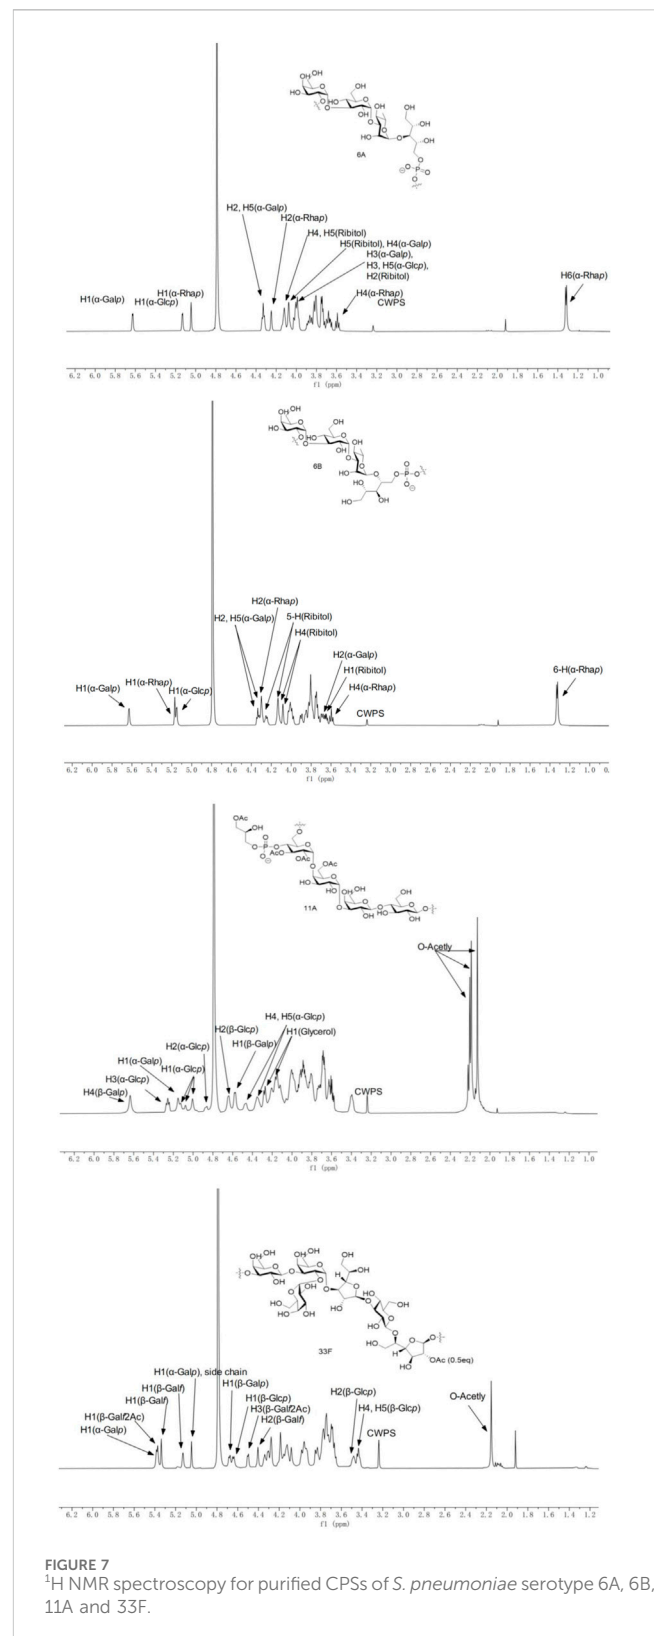 6A
H2, H5(α-Galp)
H2(α-Rhap)
H4, H5(Ribitol)
H5(Ribitol), H4(α-Galp)
H3(α-Galp),
H3, H5(α-Glcp),
H2(Ribitol)
H1(α-Galp)
H1(α-Glcp)
H1(α-Rhap)
H4(α-Rhap)
CWPS
H6(α-Rhap)
6.2 6.0 5.8 5.6 5.4 5.2 5.0 4.8 4.6 4.4 4.2 4.0 3.8 3.6 3.4 3.2 3.0 2.8 2.6 2.4 2.2 2.0 1.8 1.6 1.4 1.2 1.0
f1 (ppm)
6B
H2(α-Rhap)
H2, H5(α-Galp)
5-H(Ribitol)
H4(Ribitol)
H1(α-Galp)
H1(α-Rhap)
H1(α-Glcp)
H2(α-Galp)
H1(Ribitol)
H4(α-Rhap)
CWPS
6-H(α-Rhap)
6.2 6.0 5.8 5.6 5.4 5.2 5.0 4.8 4.6 4.4 4.2 4.0 3.8 3.6 3.4 3.2 3.0 2.8 2.6 2.4 2.2 2.0 1.8 1.6 1.4 1.2 1.0 0.8
f1 (ppm)
11A
O-Acetly
H4, H5(α-Glcp)
H2(β-Glcp)
H1(Glycerol)
H1(β-Galp)
H2(α-Glcp)
H1(α-Galp)
H1(α-Glcp)
H3(α-Glcp)
H4(β-Galp)
CWPS
6.2 6.0 5.8 5.6 5.4 5.2 5.0 4.8 4.6 4.4 4.2 4.0 3.8 3.6 3.4 3.2 3.0 2.8 2.6 2.4 2.2 2.0 1.8 1.6 1.4 1.2 1.0
f1 (ppm)
33F
OAc (0.5eq)
H1(α-Galp), side chain
H1(β-Galf)
H1(β-Galf)
H1(β-Galf2Ac)
H1(α-Galp)
H1(β-Galp)
H1(β-Glcp)
H3(β-Galf2Ac)
H2(β-Galf)
H2(β-Glcp)
H4, H5(β-Glcp)
CWPS
O-Acetly
6.2 6.0 5.8 5.6 5.4 5.2 5.0 4.8 4.6 4.4 4.2 4.0 3.8 3.6 3.4 3.2 3.0 2.8 2.6 2.4 2.2 2.0 1.8 1.6 1.4 1.2
f1 (ppm)
FIGURE 7
¹H NMR spectroscopy for purified CPSs of S. pneumoniae serotype 6A, 6B,
11A and 33F.